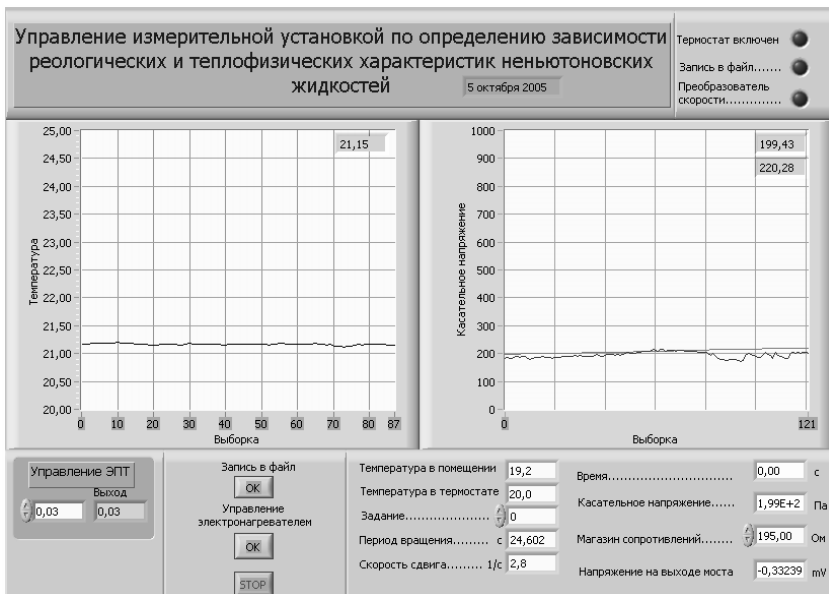 Управление измерительной установкой по определению зависимости
реологических и теплофизических характеристик неньютоновских
жидкостей
5 октября 2005
Термостат включен
Запись в файл.......
Преобразователь
скорости..............
25,00
24,50
24,00
23,50
23,00
22,50
22,00
21,50
21,00
20,50
20,00
Температура
21,15
0 10 20 30 40 50 60 70 80 87
Выборка
1000
900
800
700
600
500
400
300
200
100
0
Касательное напряжение
199,43
220,28
0 121
Выборка
Управление ЭПТ
Выход
0,03 0,03
Запись в файл
OK
Управление
электронагревателем
OK
STOP
Температура в помещении 19,2
Температура в термостате 20,0
Задание..................... 0
Период вращения......... с 24,602
Скорость сдвига......... 1/с 2,8
Время.............................. 0,00 с
Касательное напряжение...... 1,99E+2 Па
Магазин сопротивлений........ 195,00 Ом
Напряжение на выходе моста -0,33239 mV